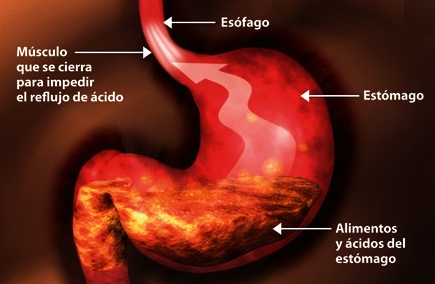 Esófago
Músculo
que se cierra
para impedir
el reflujo de ácido
Estómago
Alimentos
y ácidos del
estómago